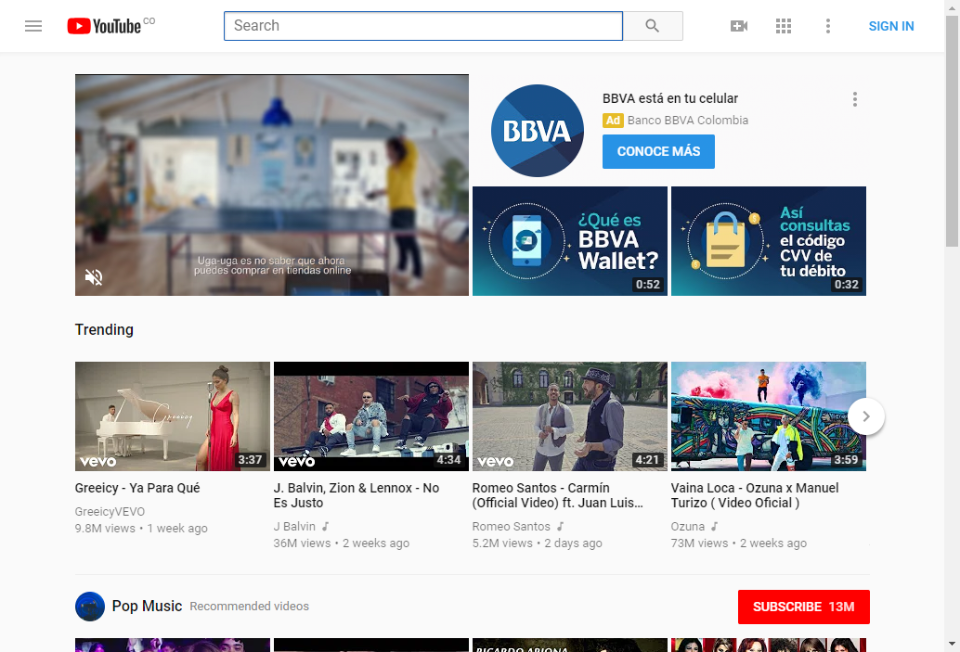 YouTube CO
Search
SIGN IN
BBVA
BBVA está en tu celular
Ad Banco BBVA Colombia
CONOCE MÁS
Uga-uga es no saber que ahora
puedes comprar en tiendas online
¿Qué es
BBVA
Wallet?
0:52
Así
consultas
el código
CVV de
tu débito
0:32
Trending
Greeicy
vevo
3:37
vevo
4:34
vevo
4:21
3:59
Greeicy - Ya Para Qué
GreeicyVEVO
9.8M views • 1 week ago
J. Balvin, Zion & Lennox - No
Es Justo
J Balvin
36M views • 2 weeks ago
Romeo Santos - Carmín
(Official Video) ft. Juan Luis...
Romeo Santos
5.2M views • 2 days ago
Vaina Loca - Ozuna x Manuel
Turizo ( Video Oficial )
Ozuna
73M views • 2 weeks ago
Pop Music Recommended videos
SUBSCRIBE 13M
RICARDO ARJONA